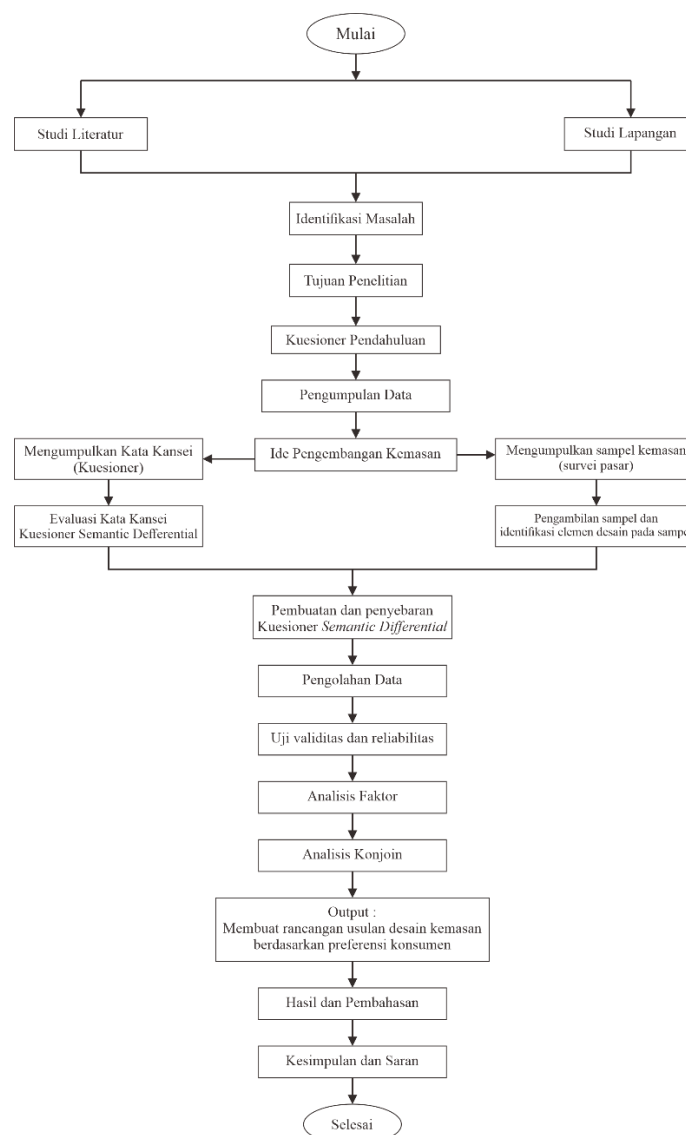 Mulai
Studi Literatur
Studi Lapangan
Identifikasi Masalah
Tujuan Penelitian
Kuesioner Pendahuluan
Pengumpulan Data
Mengumpulkan Kata Kansei
(Kuesioner)
Ide Pengembangan Kemasan
Mengumpulkan sampel kemasan
(survei pasar)
Evaluasi Kata Kansei
Kuesioner Semantic Defferential
Pengambilan sampel dan
identifikasi elemen desain pada sampel
Pembuatan dan penyebaran
Kuesioner Semantic Differential
Pengolahan Data
Uji validitas dan reliabilitas
Analisis Faktor
Analisis Konjoin
Output :
Membuat rancangan usulan desain kemasan
berdasarkan preferensi konsumen
Hasil dan Pembahasan
Kesimpulan dan Saran
Selesai